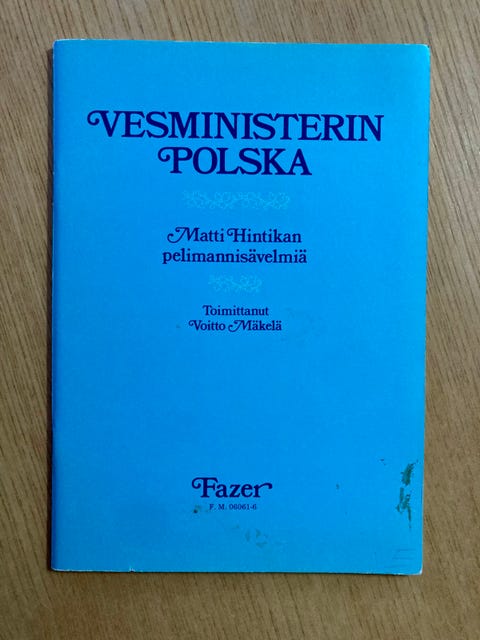 VESMINISTERIN
POLSKA
Matti Hintikan
pelimannisävelmiä
Toimittanut
Voitto Mäkelä
Fazer
F. M. 06061-6